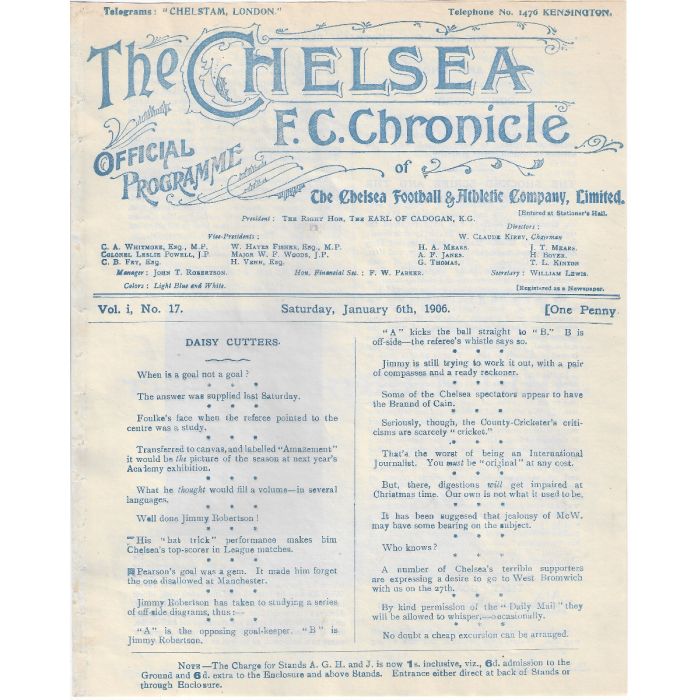 Telegrams: "CHELSTAM, LONDON."
Telephone No. 1476 KENSINGTON.
The CHELSEA
F.C. Chronicle
OFFICIAL
PROGRAMME
of
The Chelsea Football & Athletic Company, Limited.
[Entered at Stationer's Hall.
President: THE RIGHT HON. THE EARL OF CADOGAN, K.G.
Vice-Presidents:
Directors:
W. CLAUDE KIRBY, Chairman
C. A. WHITMORE, ESQ., M.P. W. HAYES FISHER, ESQ., M.P. H. A. MEARS. J. T. MEARS.
COLONEL LESLIE POWELL, J.P MAJOR W. F. WOODS, J.P. A. F. JANES. H. BOYER.
C. B. FRY, ESQ. H. VENN, ESQ. G. THOMAS, T. L. KINTON
Manager: JOHN T. ROBERTSON. Hon. Financial Sec.: F. W. PARKER. Secretary: WILLIAM LEWIS.
Colors: Light Blue and White.
[Registered as a Newspaper.
Vol. i, No. 17. Saturday, January 6th, 1906. [One Penny
DAISY CUTTERS.
When is a goal not a goal?
* * *
The answer was supplied last Saturday.
* * *
Foulke's face when the referee pointed to the
centre was a study.
* * *
Transferred to canvas, and labelled "Amazement"
it would be the picture of the season at next year's
Academy exhibition.
* * *
What he thought would fill a volume—in several
languages.
* * *
Well done Jimmy Robertson!
* * *
His "hat trick" performance makes him
Chelsea's top-scorer in League matches.
* * *
Pearson's goal was a gem. It made him forget
the one disallowed at Manchester.
* * *
Jimmy Robertson has taken to studying a series
of off-side diagrams, thus:—
* * *
"A" is the opposing goal-keeper. "B" is
Jimmy Robertson.
"A" kicks the ball straight to "B." B is
off-side—the referee's whistle says so.
* * *
Jimmy is still trying to work it out, with a pair
of compasses and a ready reckoner.
* * *
Some of the Chelsea spectators appear to have
the Brannd of Cain.
* * *
Seriously, though, the County-Cricketer's criti-
cisms are scarcely "cricket."
* * *
That's the worst of being an International
Journalist. You must be "original" at any cost.
* * *
But, there, digestions will get impaired at
Christmas time. Our own is not what it used to be.
* * *
It has been suggesed that jealousy of McW.
may have some bearing on the subject.
* * *
Who knows?
* * *
A number of Chelsea's terrible supporters
are expressing a desire to go to West Bromwich
with us on the 27th.
* * *
By kind permission of the "Daily Mail" they
will be allowed to whisper,—occasionally.
* * *
No doubt a cheap excursion can be arranged.
NOTE—The Charge for Stands A. G. H. and J. is now 1s. inclusive, viz., 6d. admission to the
Ground and 6d. extra to the Enclosure and above Stands. Entrance either direct at back of Stands or
through Enclosure.